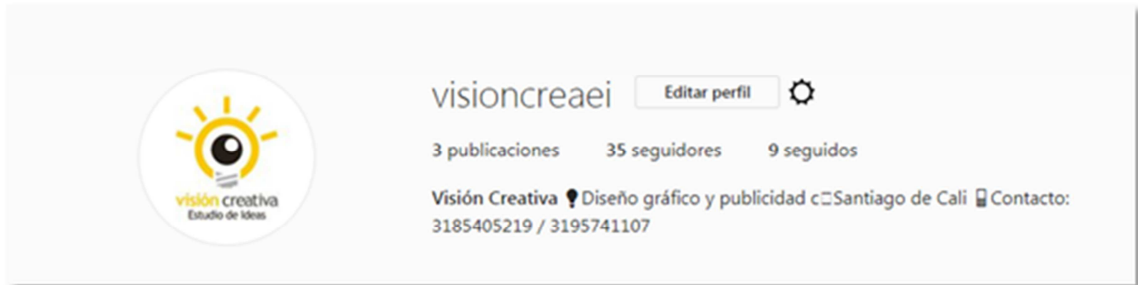 visioncreaei Editar perfil
3 publicaciones 35 seguidores 9 seguidos
visión creativa
Estudio de Ideas
Visión Creativa Diseño gráfico y publicidad c□Santiago de Cali Contacto:
3185405219 / 3195741107